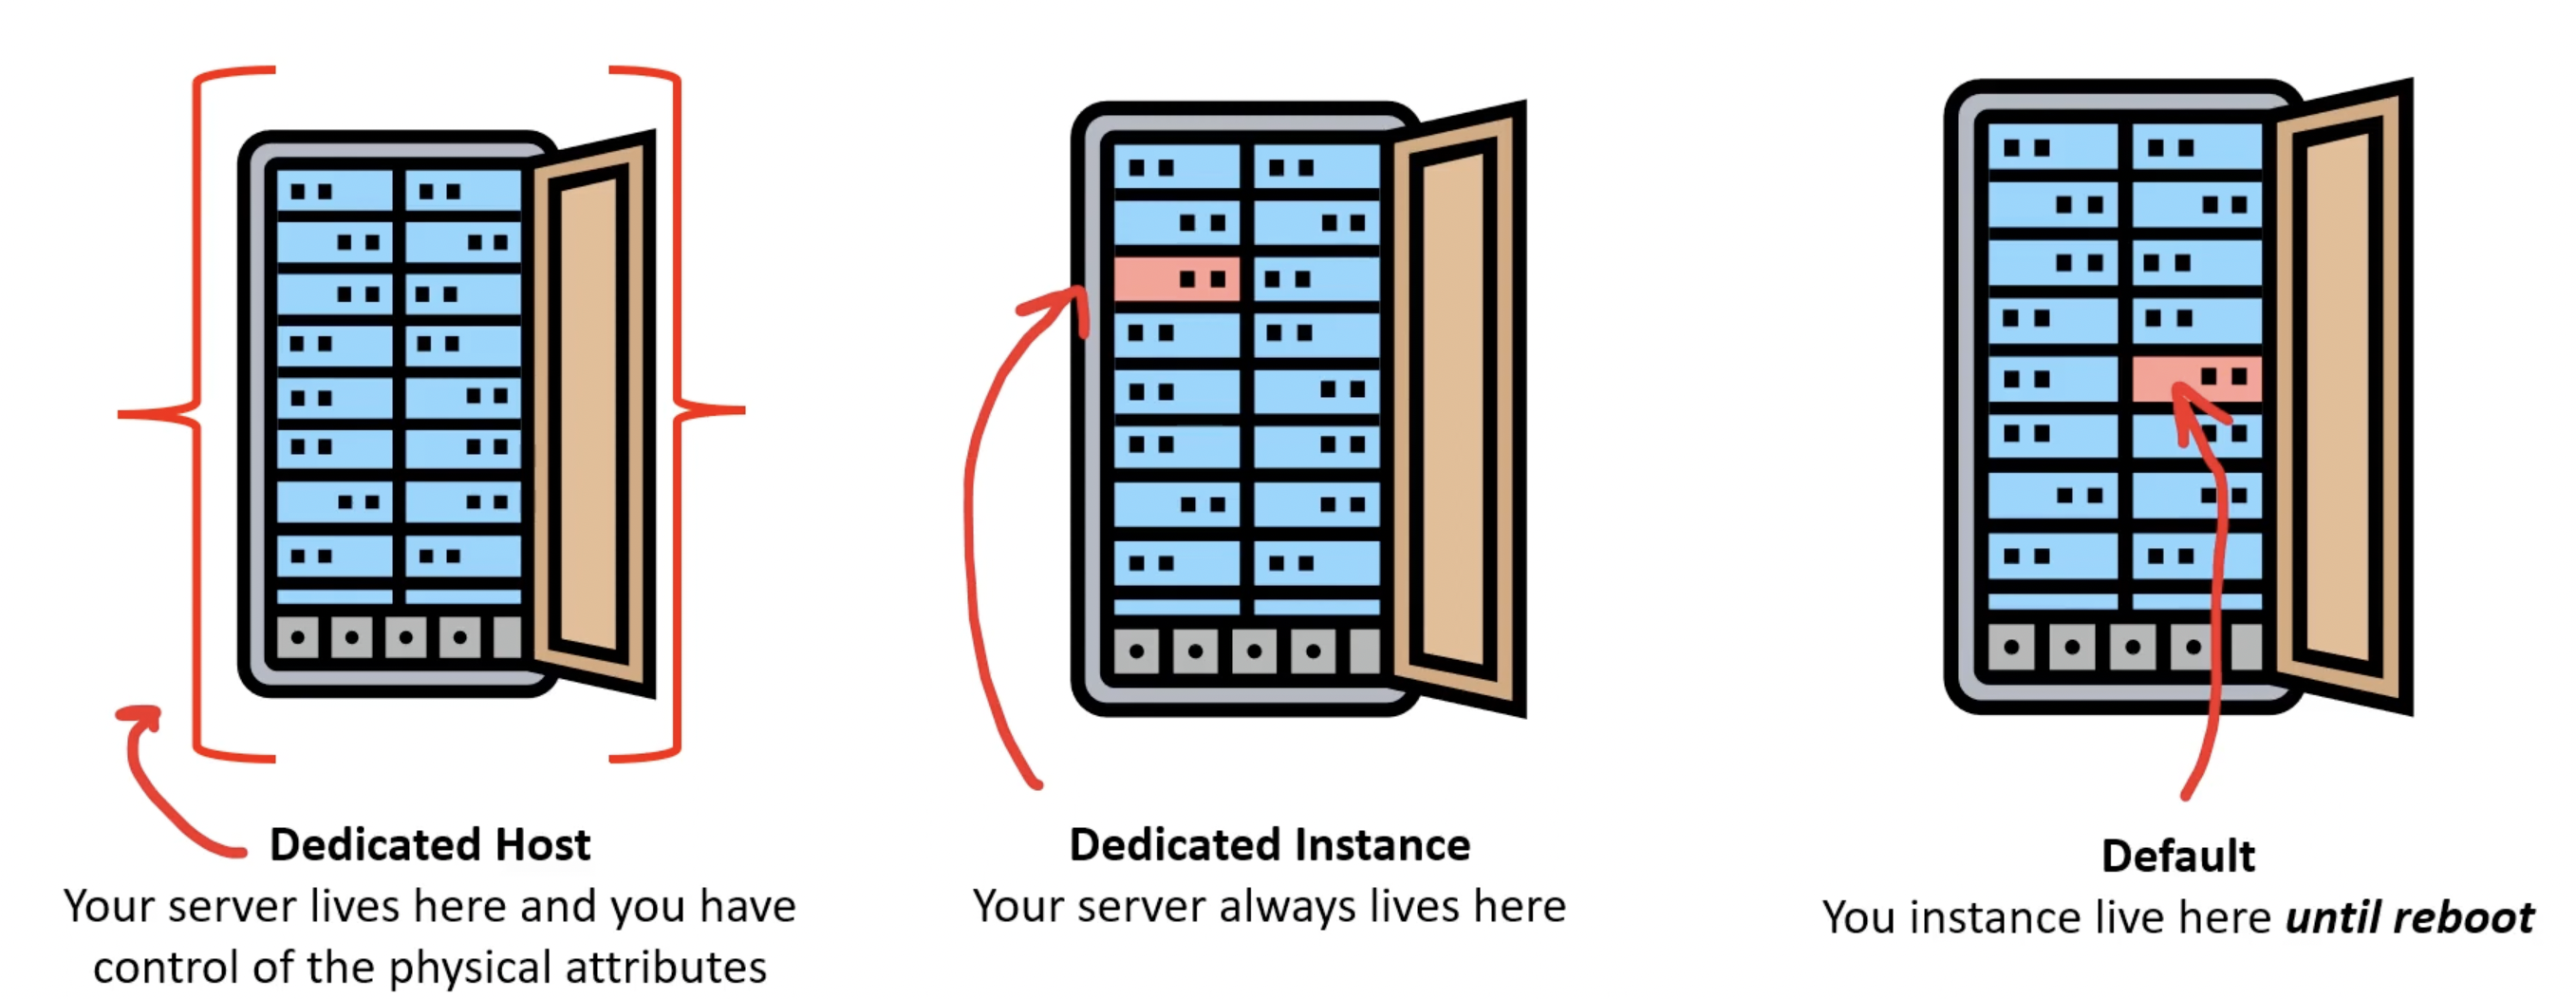 Dedicated Host
Your server lives here and you have
control of the physical attributes
Dedicated Instance
Your server always lives here
Default
You instance live here until reboot